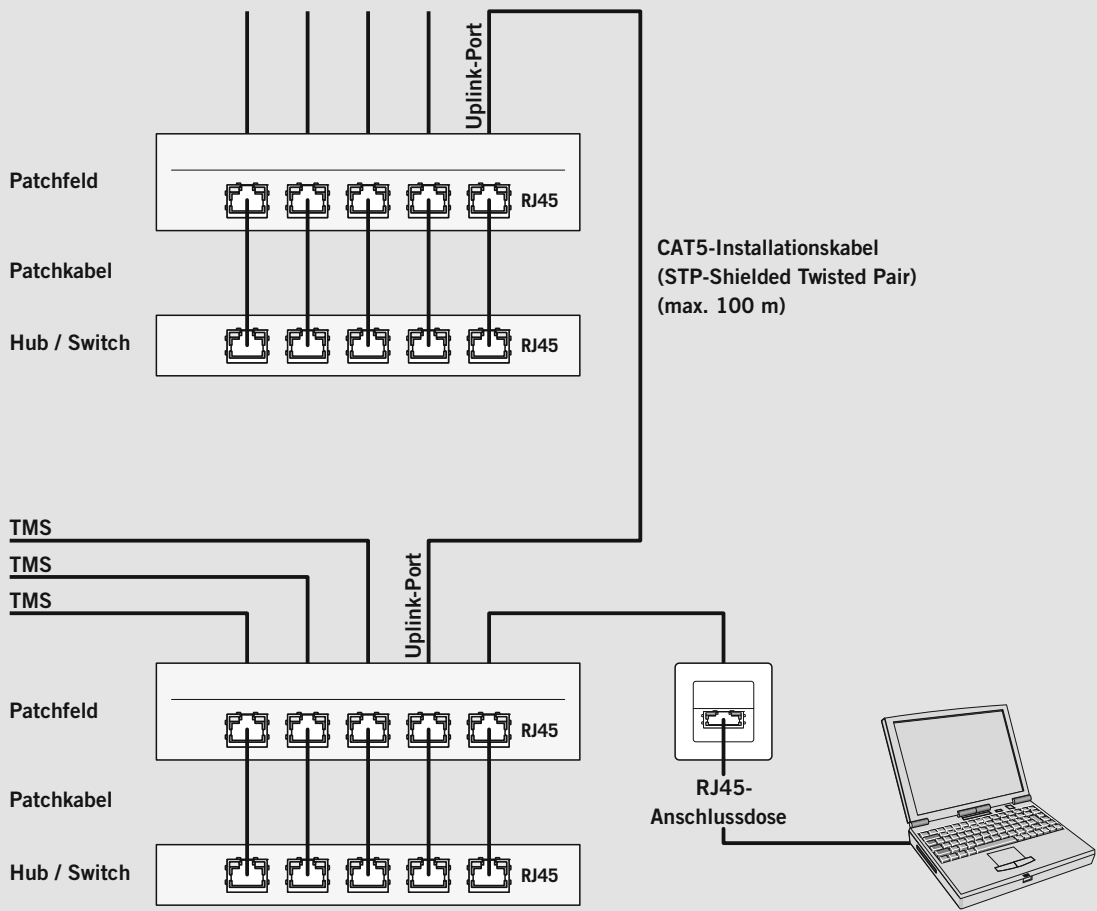 Uplink-Port
Patchfeld
RJ45
Patchkabel
CAT5-Installationskabel
(STP-Shielded Twisted Pair)
(max. 100 m)
Hub / Switch
RJ45
TMS
TMS
TMS
Uplink-Port
Patchfeld
RJ45
Patchkabel
RJ45-
Anschlussdose
Hub / Switch
RJ45